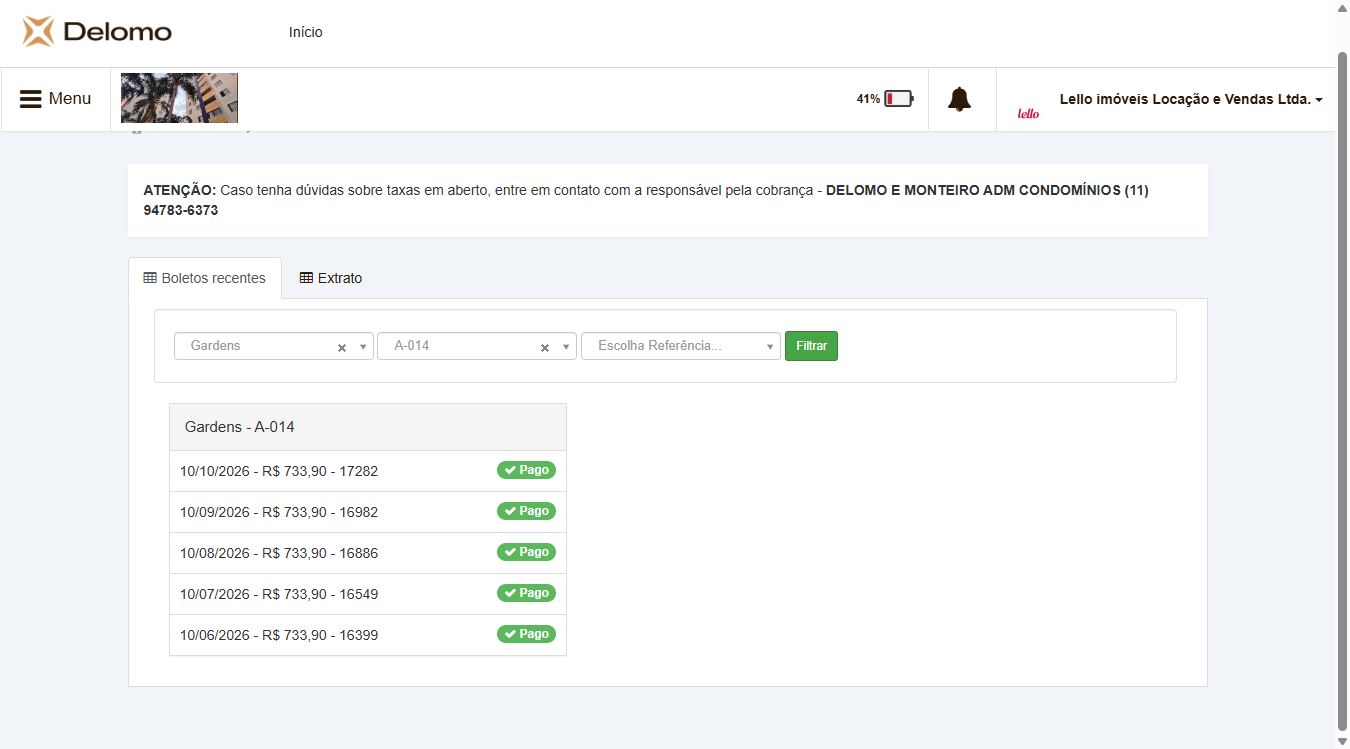 Delomo
Início
Menu
41%
lello
Lello imóveis Locação e Vendas Ltda.
ATENÇÃO: Caso tenha dúvidas sobre taxas em aberto, entre em contato com a responsável pela cobrança - DELOMO E MONTEIRO ADM CONDOMÍNIOS (11)
94783-6373
Boletos recentes
Extrato
Gardens × A-014 × Escolha Referência... Filtrar
Gardens - A-014
10/10/2026 - R$ 733,90 - 17282 Pago
10/09/2026 - R$ 733,90 - 16982 Pago
10/08/2026 - R$ 733,90 - 16886 Pago
10/07/2026 - R$ 733,90 - 16549 Pago
10/06/2026 - R$ 733,90 - 16399 Pago